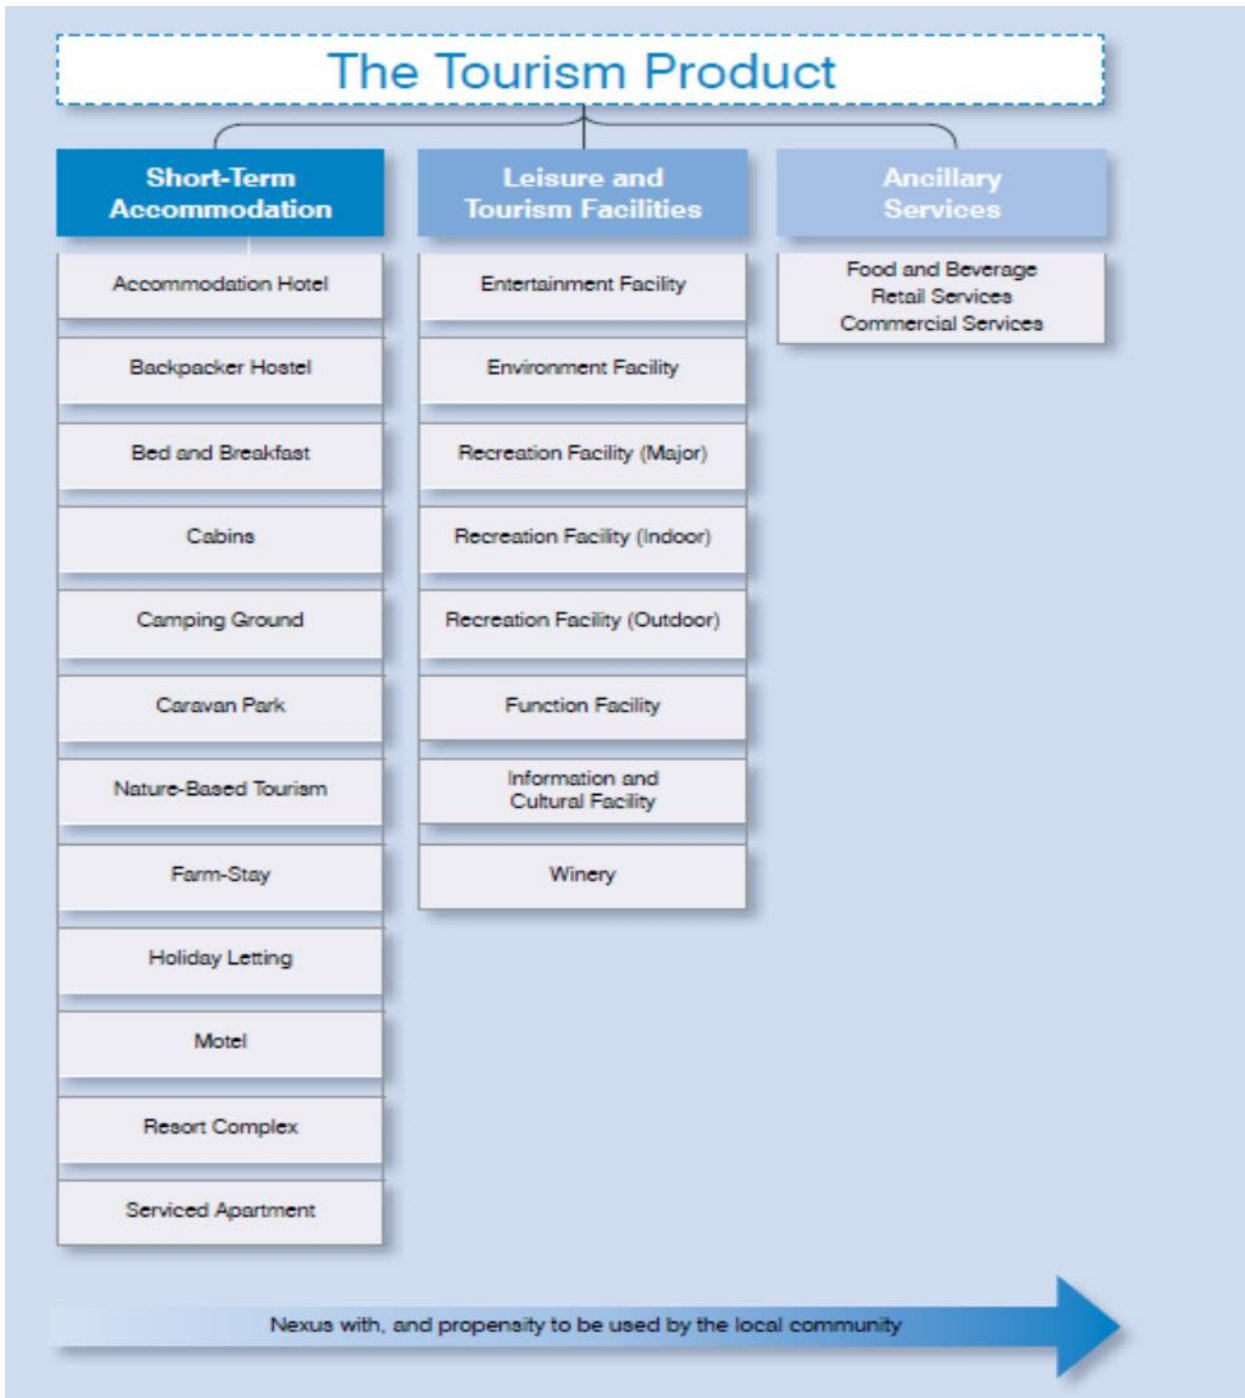 The Tourism Product
Short-Term
Accommodation
Accommodation Hotel
Backpacker Hostel
Bed and Breakfast
Cabins
Camping Ground
Caravan Park
Nature-Based Tourism
Farm-Stay
Holiday Letting
Motel
Resort Complex
Serviced Apartment
Leisure and
Tourism Facilities
Entertainment Facility
Environment Facility
Recreation Facility (Major)
Recreation Facility (Indoor)
Recreation Facility (Outdoor)
Function Facility
Information and
Cultural Facility
Winery
Ancillary
Services
Food and Beverage
Retail Services
Commercial Services
Nexus with, and propensity to be used by the local community